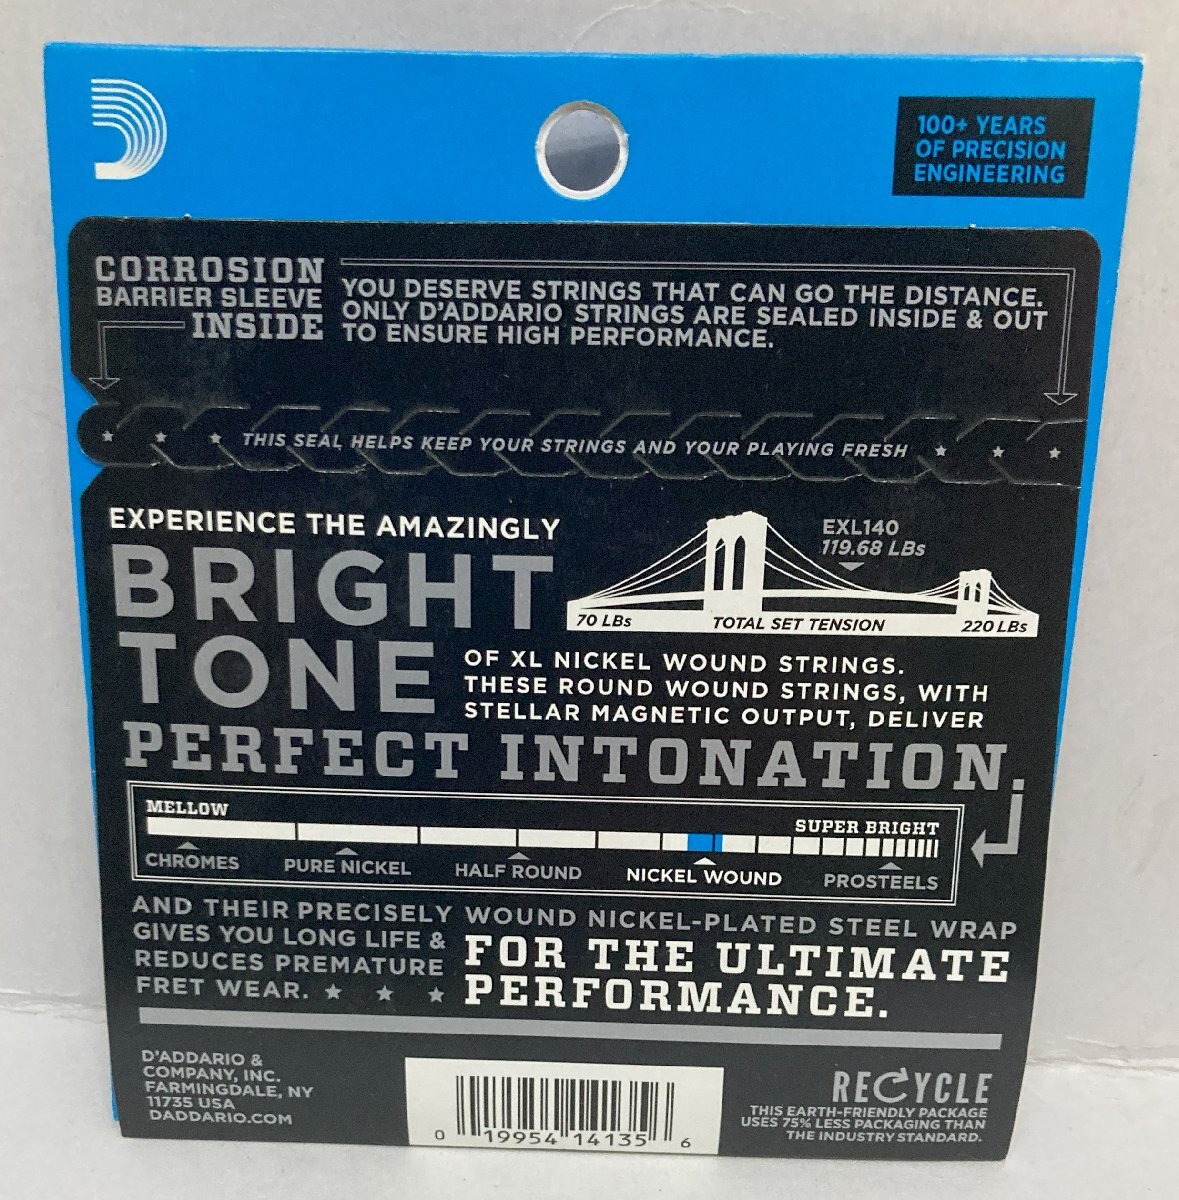 100+ YEARS
OF PRECISION
ENGINEERING
CORROSION
BARRIER SLEEVE
INSIDE
YOU DESERVE STRINGS THAT CAN GO THE DISTANCE.
ONLY D'ADDARIO STRINGS ARE SEALED INSIDE & OUT
TO ENSURE HIGH PERFORMANCE.
THIS SEAL HELPS KEEP YOUR STRINGS AND YOUR PLAYING FRESH
EXPERIENCE THE AMAZINGLY
BRIGHT
TONE
EXL140
119.68 LBs
70 LBs
TOTAL SET TENSION
220 LBs
OF XL NICKEL WOUND STRINGS.
THESE ROUND WOUND STRINGS, WITH
STELLAR MAGNETIC OUTPUT, DELIVER
PERFECT INTONATION.
MELLOW
SUPER BRIGHT
CHROMES
PURE NICKEL
HALF ROUND
NICKEL WOUND
PROSTEELS
AND THEIR PRECISELY WOUND NICKEL-PLATED STEEL WRAP
GIVES YOU LONG LIFE &
REDUCES PREMATURE
FRET WEAR.
FOR THE ULTIMATE
PERFORMANCE.
D'ADDARIO &
COMPANY, INC.
FARMINGDALE, NY
11735 USA
DADDARIO.COM
0 19954 14135 6
RECYCLE
THIS EARTH-FRIENDLY PACKAGE
USES 75% LESS PACKAGING THAN
THE INDUSTRY STANDARD.